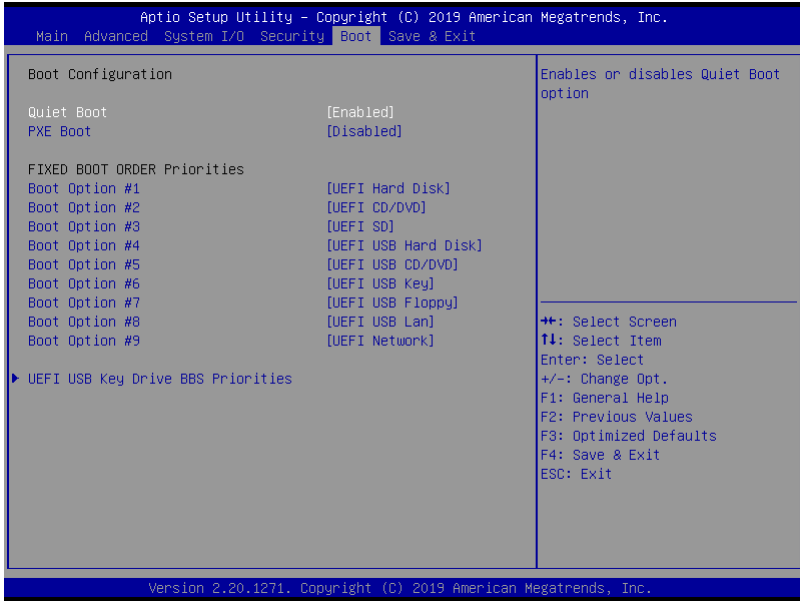 Aptio Setup Utility – Copyright (C) 2019 American Megatrends, Inc.
Main Advanced System I/O Security Boot Save & Exit
Boot Configuration
Quiet Boot [Enabled]
PXE Boot [Disabled]
FIXED BOOT ORDER Priorities
Boot Option #1 [UEFI Hard Disk]
Boot Option #2 [UEFI CD/DVD]
Boot Option #3 [UEFI SD]
Boot Option #4 [UEFI USB Hard Disk]
Boot Option #5 [UEFI USB CD/DVD]
Boot Option #6 [UEFI USB Key]
Boot Option #7 [UEFI USB Floppy]
Boot Option #8 [UEFI USB Lan]
Boot Option #9 [UEFI Network]
UEFI USB Key Drive BBS Priorities
Enables or disables Quiet Boot
option
→←: Select Screen
↑↓: Select Item
Enter: Select
+/-: Change Opt.
F1: General Help
F2: Previous Values
F3: Optimized Defaults
F4: Save & Exit
ESC: Exit
Version 2.20.1271. Copyright (C) 2019 American Megatrends, Inc.